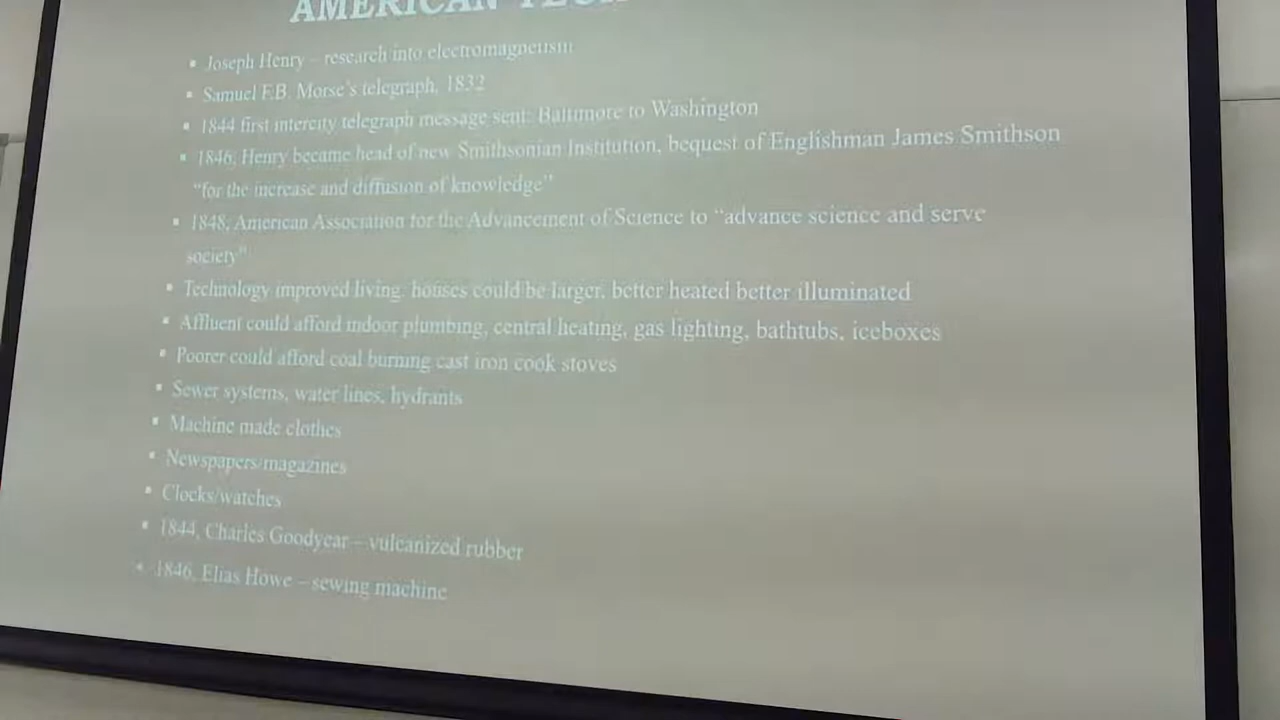 AMERICAN
▪ Joseph Henry – research into electromagnetism
▪ Samuel F.B. Morse's telegraph, 1832
▪ 1844 first intercity telegraph message sent: Baltimore to Washington
▪ 1846, Henry became head of new Smithsonian Institution, bequest of Englishman James Smithson
"for the increase and diffusion of knowledge"
▪ 1848, American Association for the Advancement of Science to "advance science and serve
society"
▪ Technology improved living, houses could be larger, better heated better illuminated
▪ Affluent could afford indoor plumbing, central heating, gas lighting, bathtubs, iceboxes
▪ Poorer could afford coal burning cast iron cook stoves
▪ Sewer systems, water lines, hydrants
▪ Machine made clothes
▪ Newspapers/magazines
▪ Clocks/watches
▪ 1844, Charles Goodyear – vulcanized rubber
▪ 1846, Elias Howe – sewing machine